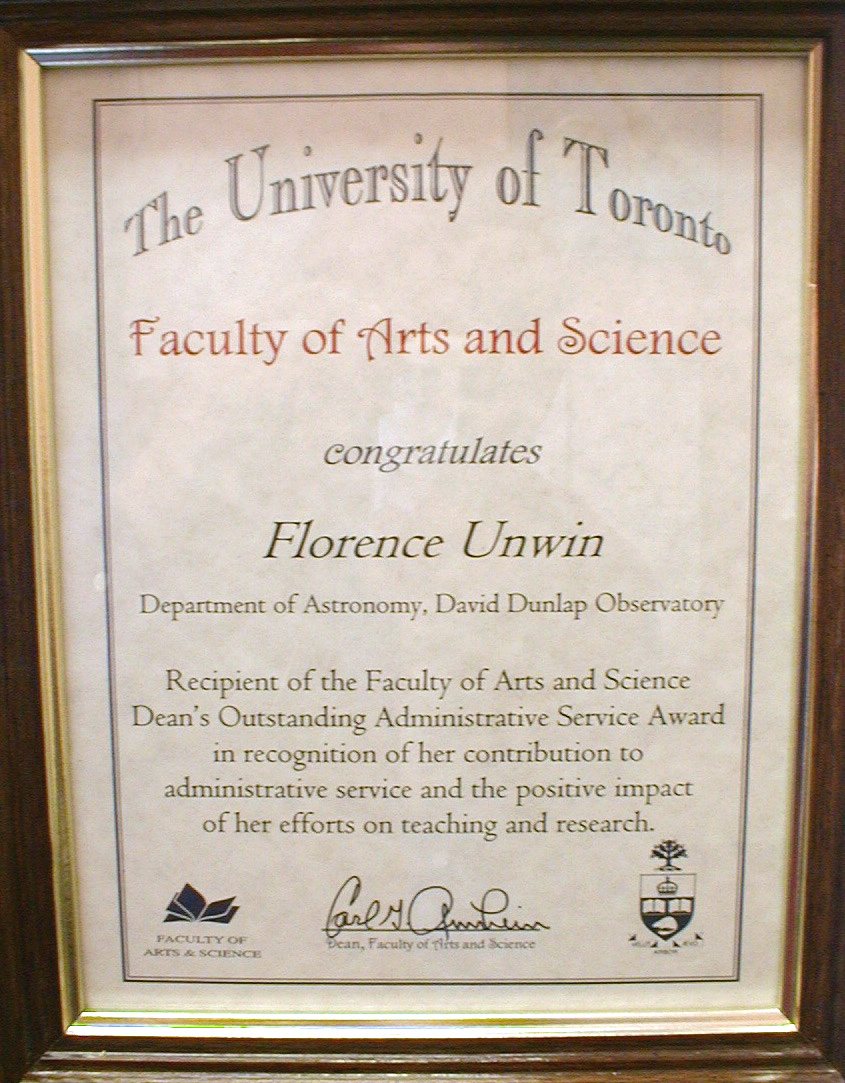 The University of Toronto
Faculty of Arts and Science
congratulates
Florence Unwin
Department of Astronomy, David Dunlap Observatory
Recipient of the Faculty of Arts and Science
Dean's Outstanding Administrative Service Award
in recognition of her contribution to
administrative service and the positive impact
of her efforts on teaching and research.
FACULTY OF
ARTS & SCIENCE
Dean, Faculty of Arts and Science
VELUT ARBOR ÆVO